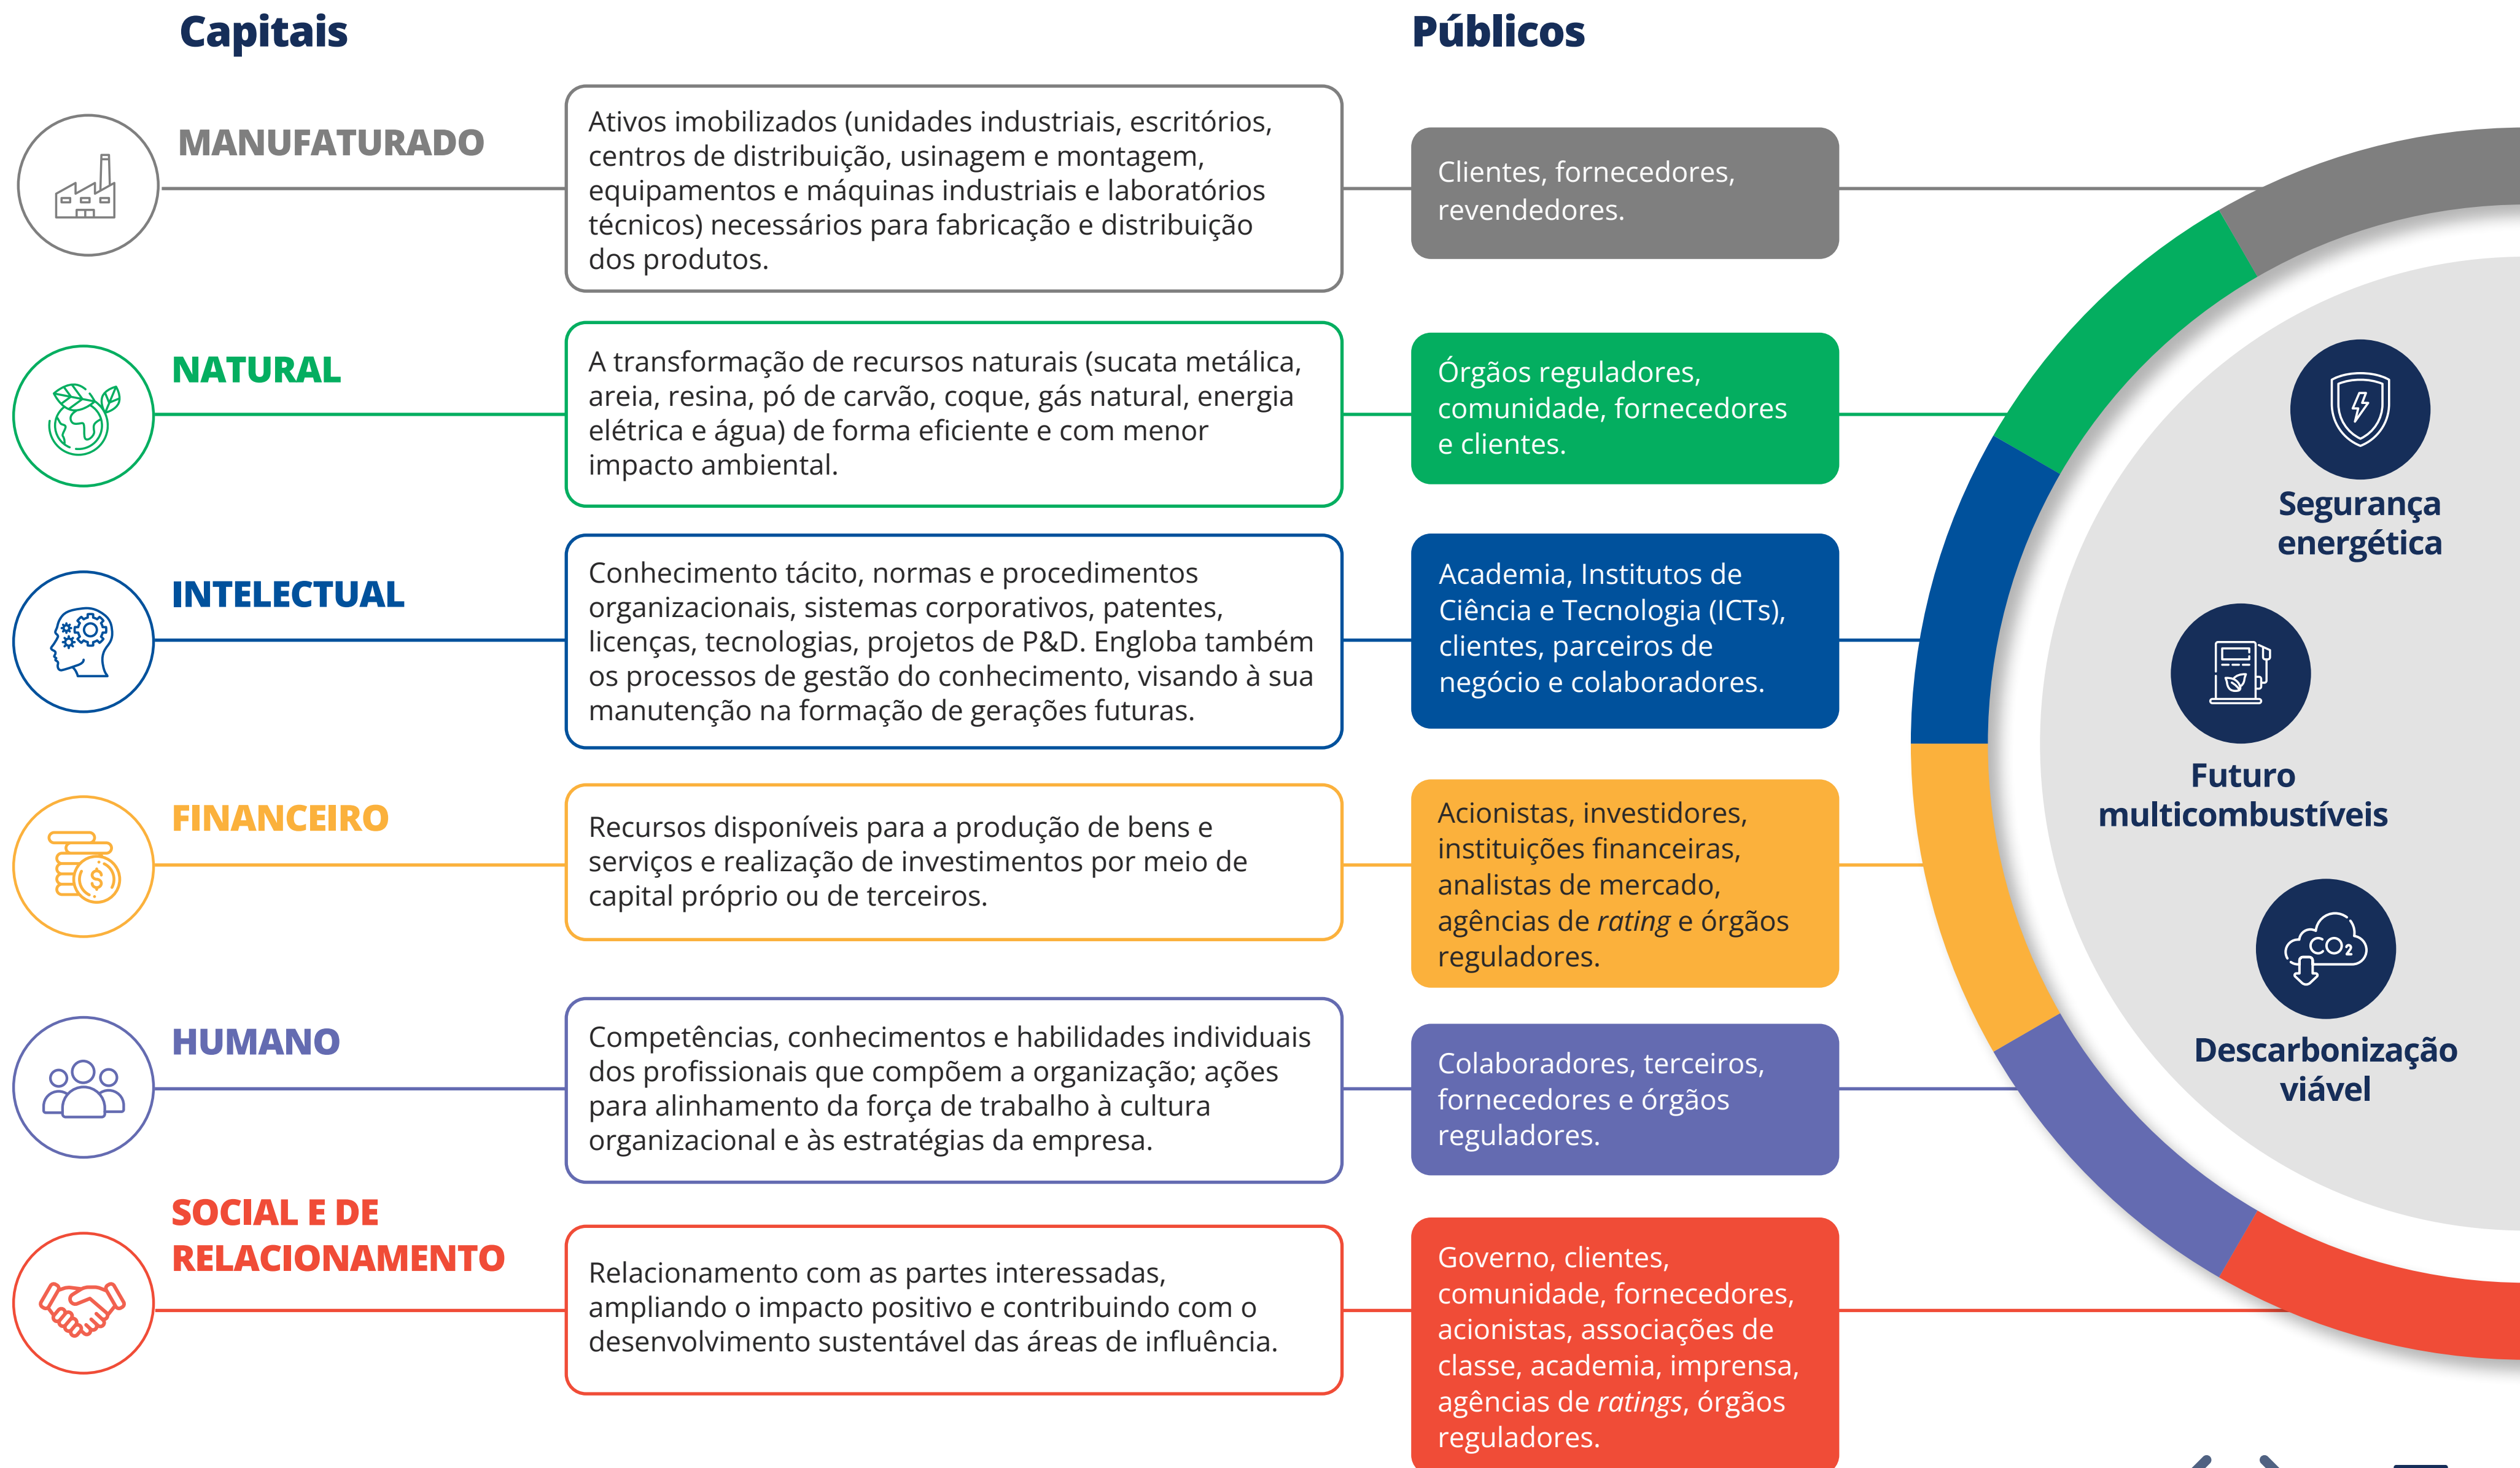 Capitais
Públicos
MANUFATURADO
Ativos imobilizados (unidades industriais, escritórios,
centros de distribuição, usinagem e montagem,
equipamentos e máquinas industriais e laboratórios
técnicos) necessários para fabricação e distribuição
dos produtos.
Clientes, fornecedores,
revendedores.
NATURAL
A transformação de recursos naturais (sucata metálica,
areia, resina, pó de carvão, coque, gás natural, energia
elétrica e água) de forma eficiente e com menor
impacto ambiental.
Órgãos reguladores,
comunidade, fornecedores
e clientes.
INTELECTUAL
Conhecimento tácito, normas e procedimentos
organizacionais, sistemas corporativos, patentes,
licenças, tecnologias, projetos de P&D. Engloba também
os processos de gestão do conhecimento, visando à sua
manutenção na formação de gerações futuras.
Academia, Institutos de
Ciência e Tecnologia (ICTs),
clientes, parceiros de
negócio e colaboradores.
FINANCEIRO
$
Recursos disponíveis para a produção de bens e
serviços e realização de investimentos por meio de
capital próprio ou de terceiros.
Acionistas, investidores,
instituições financeiras,
analistas de mercado,
agências de rating e órgãos
reguladores.
HUMANO
Competências, conhecimentos e habilidades individuais
dos profissionais que compõem a organização; ações
para alinhamento da força de trabalho à cultura
organizacional e às estratégias da empresa.
Colaboradores, terceiros,
fornecedores e órgãos
reguladores.
SOCIAL E DE
RELACIONAMENTO
Relacionamento com as partes interessadas,
ampliando o impacto positivo e contribuindo com o
desenvolvimento sustentável das áreas de influência.
Governo, clientes,
comunidade, fornecedores,
acionistas, associações de
classe, academia, imprensa,
agências de ratings, órgãos
reguladores.
Segurança
energética
Futuro
multicombustíveis
CO2
Descarbonização
viável